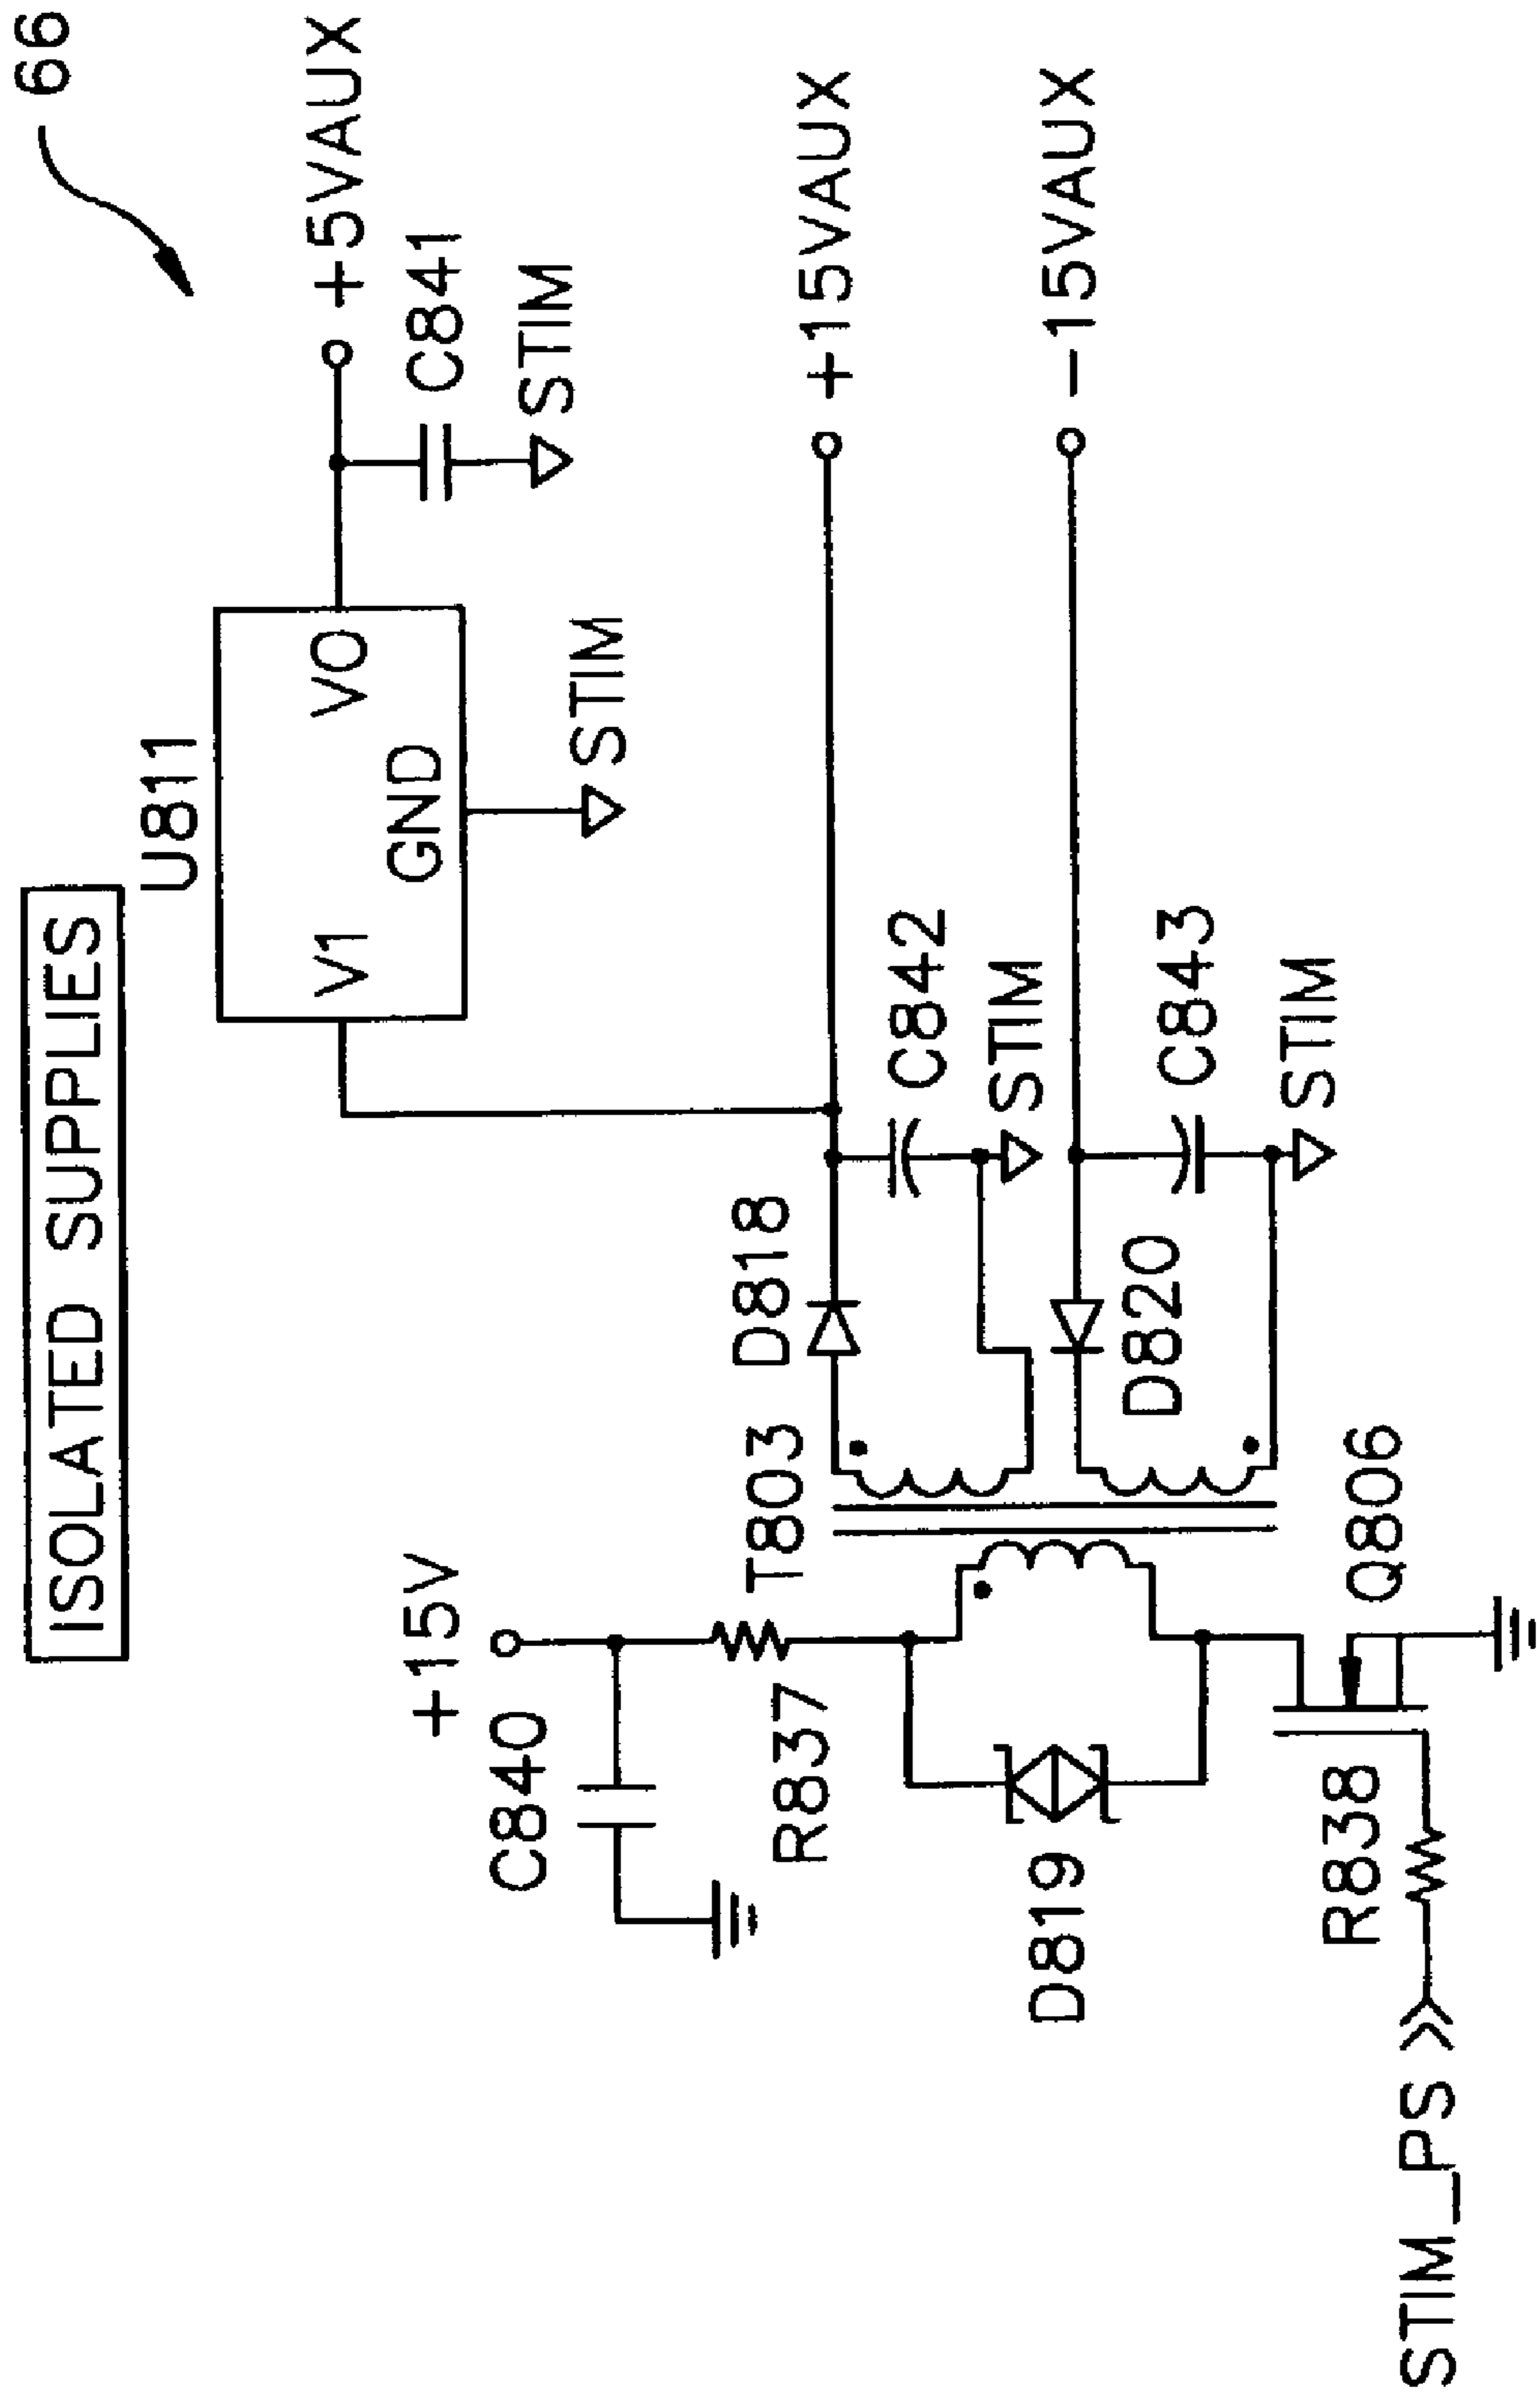 ISOLATED SUPPLIES
66
U811
V1
VO
GND
+5VAUX
C841
STIM
STIM
+15V
C840
R837
T803
D818
+15VAUX
C842
STIM
-15VAUX
D819
D820
C843
STIM
Q806
R838
STIM_PS